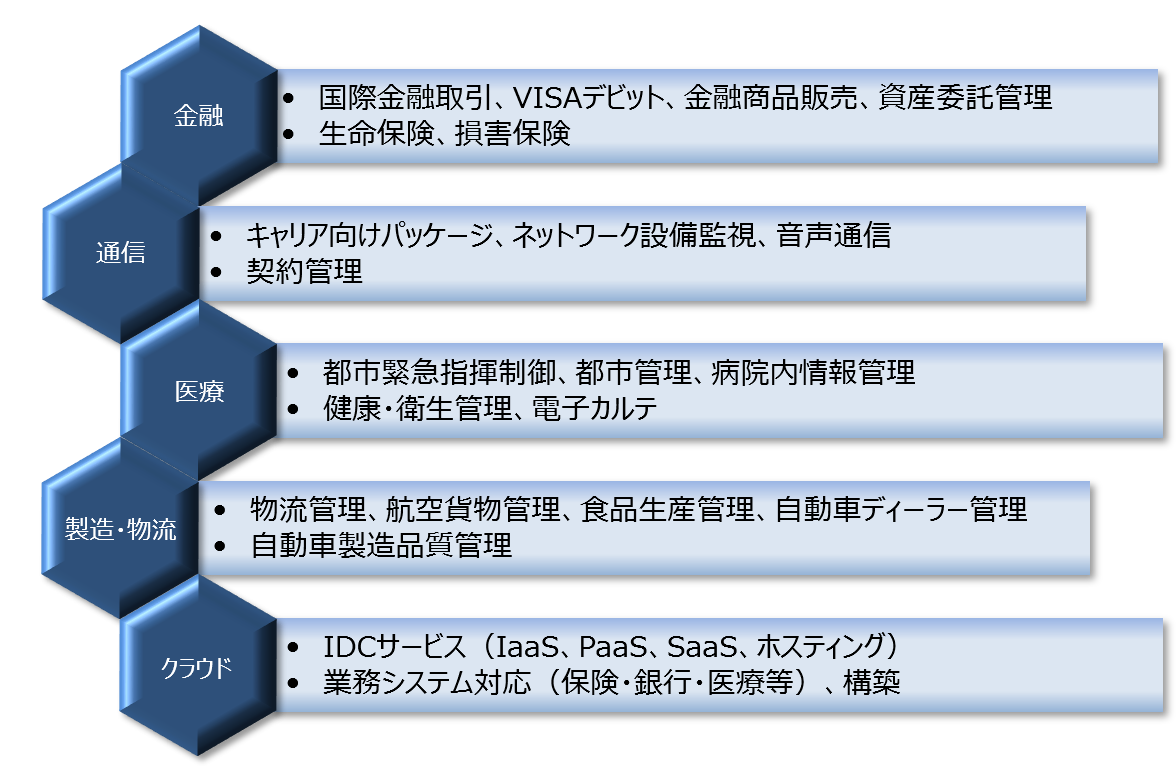 金融
• 国際金融取引、VISAデビット、金融商品販売、資産委託管理
• 生命保険、損害保険
通信
• キャリア向けパッケージ、ネットワーク設備監視、音声通信
• 契約管理
医療
• 都市緊急指揮制御、都市管理、病院内情報管理
• 健康・衛生管理、電子カルテ
製造・物流
• 物流管理、航空貨物管理、食品生産管理、自動車ディーラー管理
• 自動車製造品質管理
クラウド
• IDCサービス（IaaS、PaaS、SaaS、ホスティング）
• 業務システム対応（保険・銀行・医療等）、構築